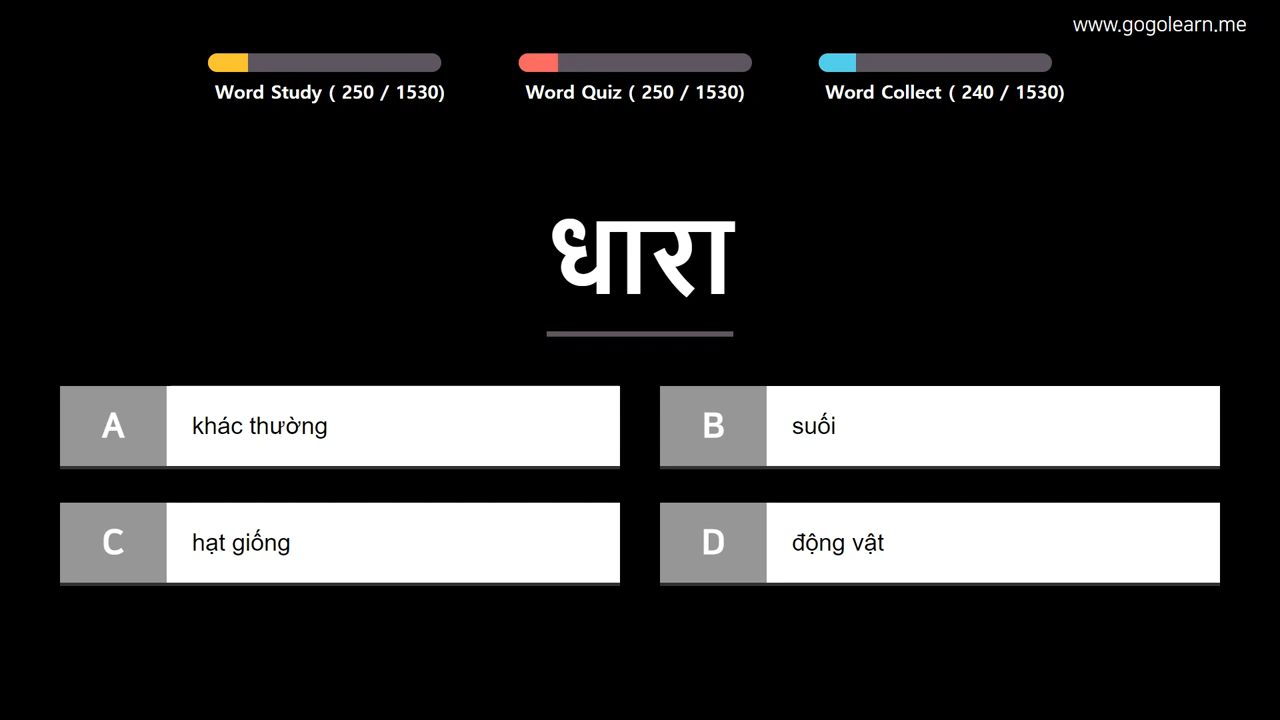 www.gogolearn.me
Word Study ( 250 / 1530)
Word Quiz ( 250 / 1530)
Word Collect ( 240 / 1530)
धारा
A khác thường
B suối
C hạt giống
D động vật